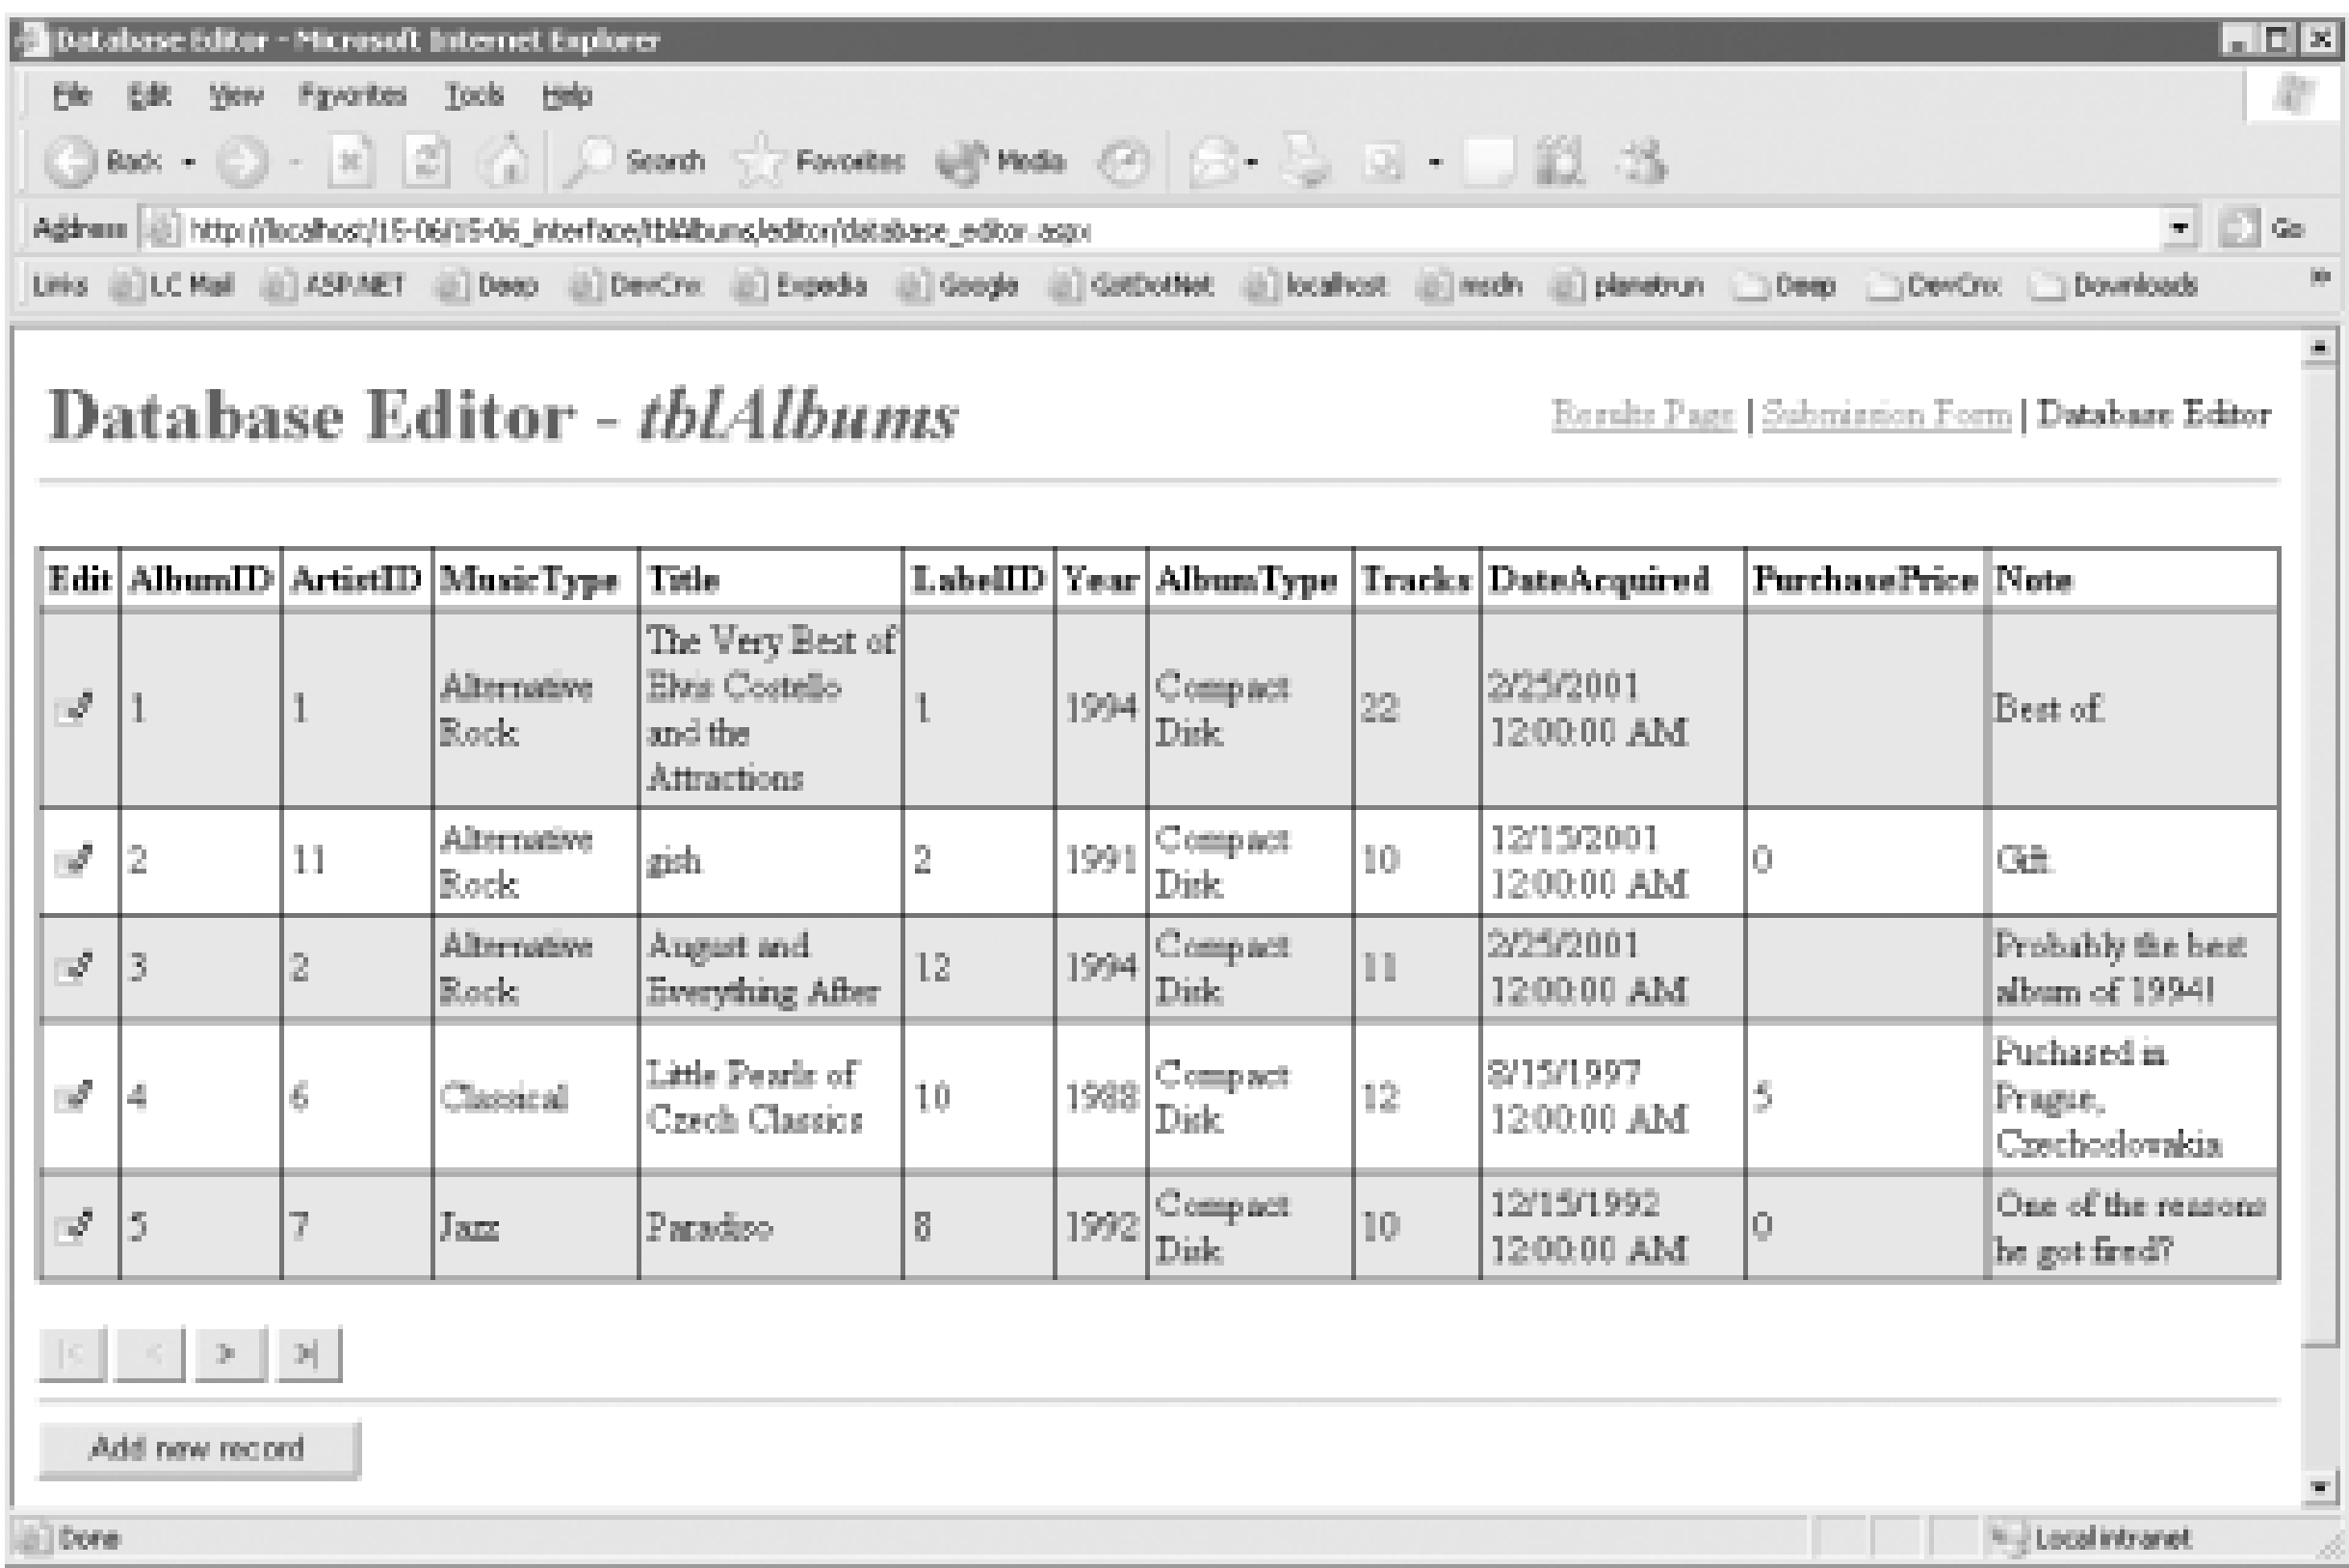 Database Editor - Microsoft Internet Explorer
File Edit View Favorites Tools Help
Back Search Favorites Media
Address http://localhost/15-06/15-06_interface/tblAlbums/editor/database_editor.aspx Go
Links LC Mail ASP.NET Deep DevCnx Expedia Google GotDotNet localhost msdn planetrun Deep DevCnx Downloads »
Database Editor - tblAlbums Results Page | Submission Form | Database Editor
Edit AlbumID ArtistID MusicType Title LabelID Year AlbumType Tracks DateAcquired PurchasePrice Note
1 1 Alternative Rock The Very Best of Elvis Costello and the Attractions 1 1994 Compact Disk 22 2/25/2001 12:00:00 AM Best of.
2 11 Alternative Rock gish 2 1991 Compact Disk 10 12/15/2001 12:00:00 AM 0 Gift.
3 2 Alternative Rock August and Everything After 12 1994 Compact Disk 11 2/25/2001 12:00:00 AM Probably the best album of 1994!
4 6 Classical Little Pearls of Czech Classics 10 1988 Compact Disk 12 8/15/1997 12:00:00 AM 5 Puchased in Prague, Czechoslovakia
5 7 Jazz Paradiso 8 1992 Compact Disk 10 12/15/1992 12:00:00 AM 0 One of the reasons he got fired?
|< < > >|
Add new record
Done Local intranet